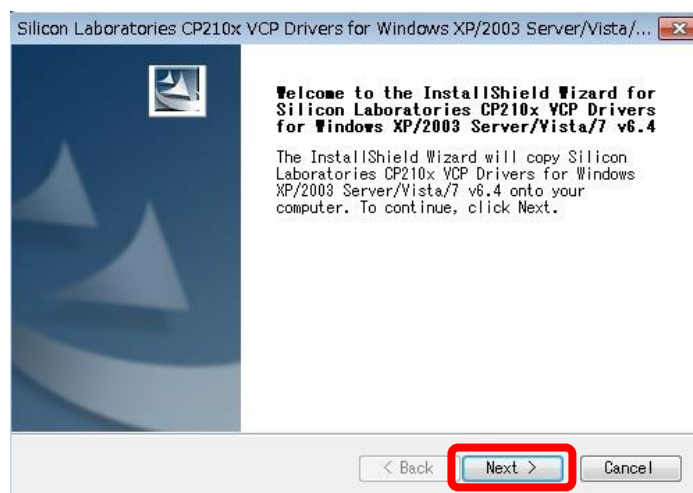 Silicon Laboratories CP210x VCP Drivers for Windows XP/2003 Server/Vista/...
Welcome to the InstallShield Wizard for
Silicon Laboratories CP210x VCP Drivers
for Windows XP/2003 Server/Vista/7 v6.4
The InstallShield Wizard will copy Silicon
Laboratories CP210x VCP Drivers for Windows
XP/2003 Server/Vista/7 v6.4 onto your
computer. To continue, click Next.
< Back
Next >
Cancel